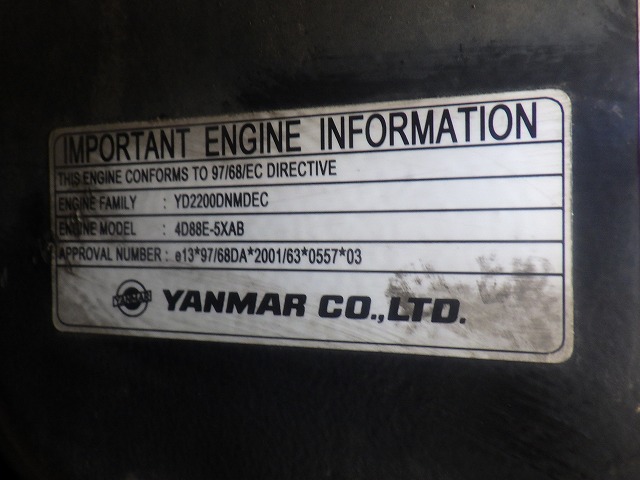 IMPORTANT ENGINE INFORMATION
THIS ENGINE CONFORMS TO 97/68/EC DIRECTIVE
ENGINE FAMILY : YD2200DNMDEC
ENGINE MODEL : 4D88E-5XAB
APPROVAL NUMBER : e13*97/68DA*2001/63*0557*03
YANMAR YANMAR CO.,LTD.